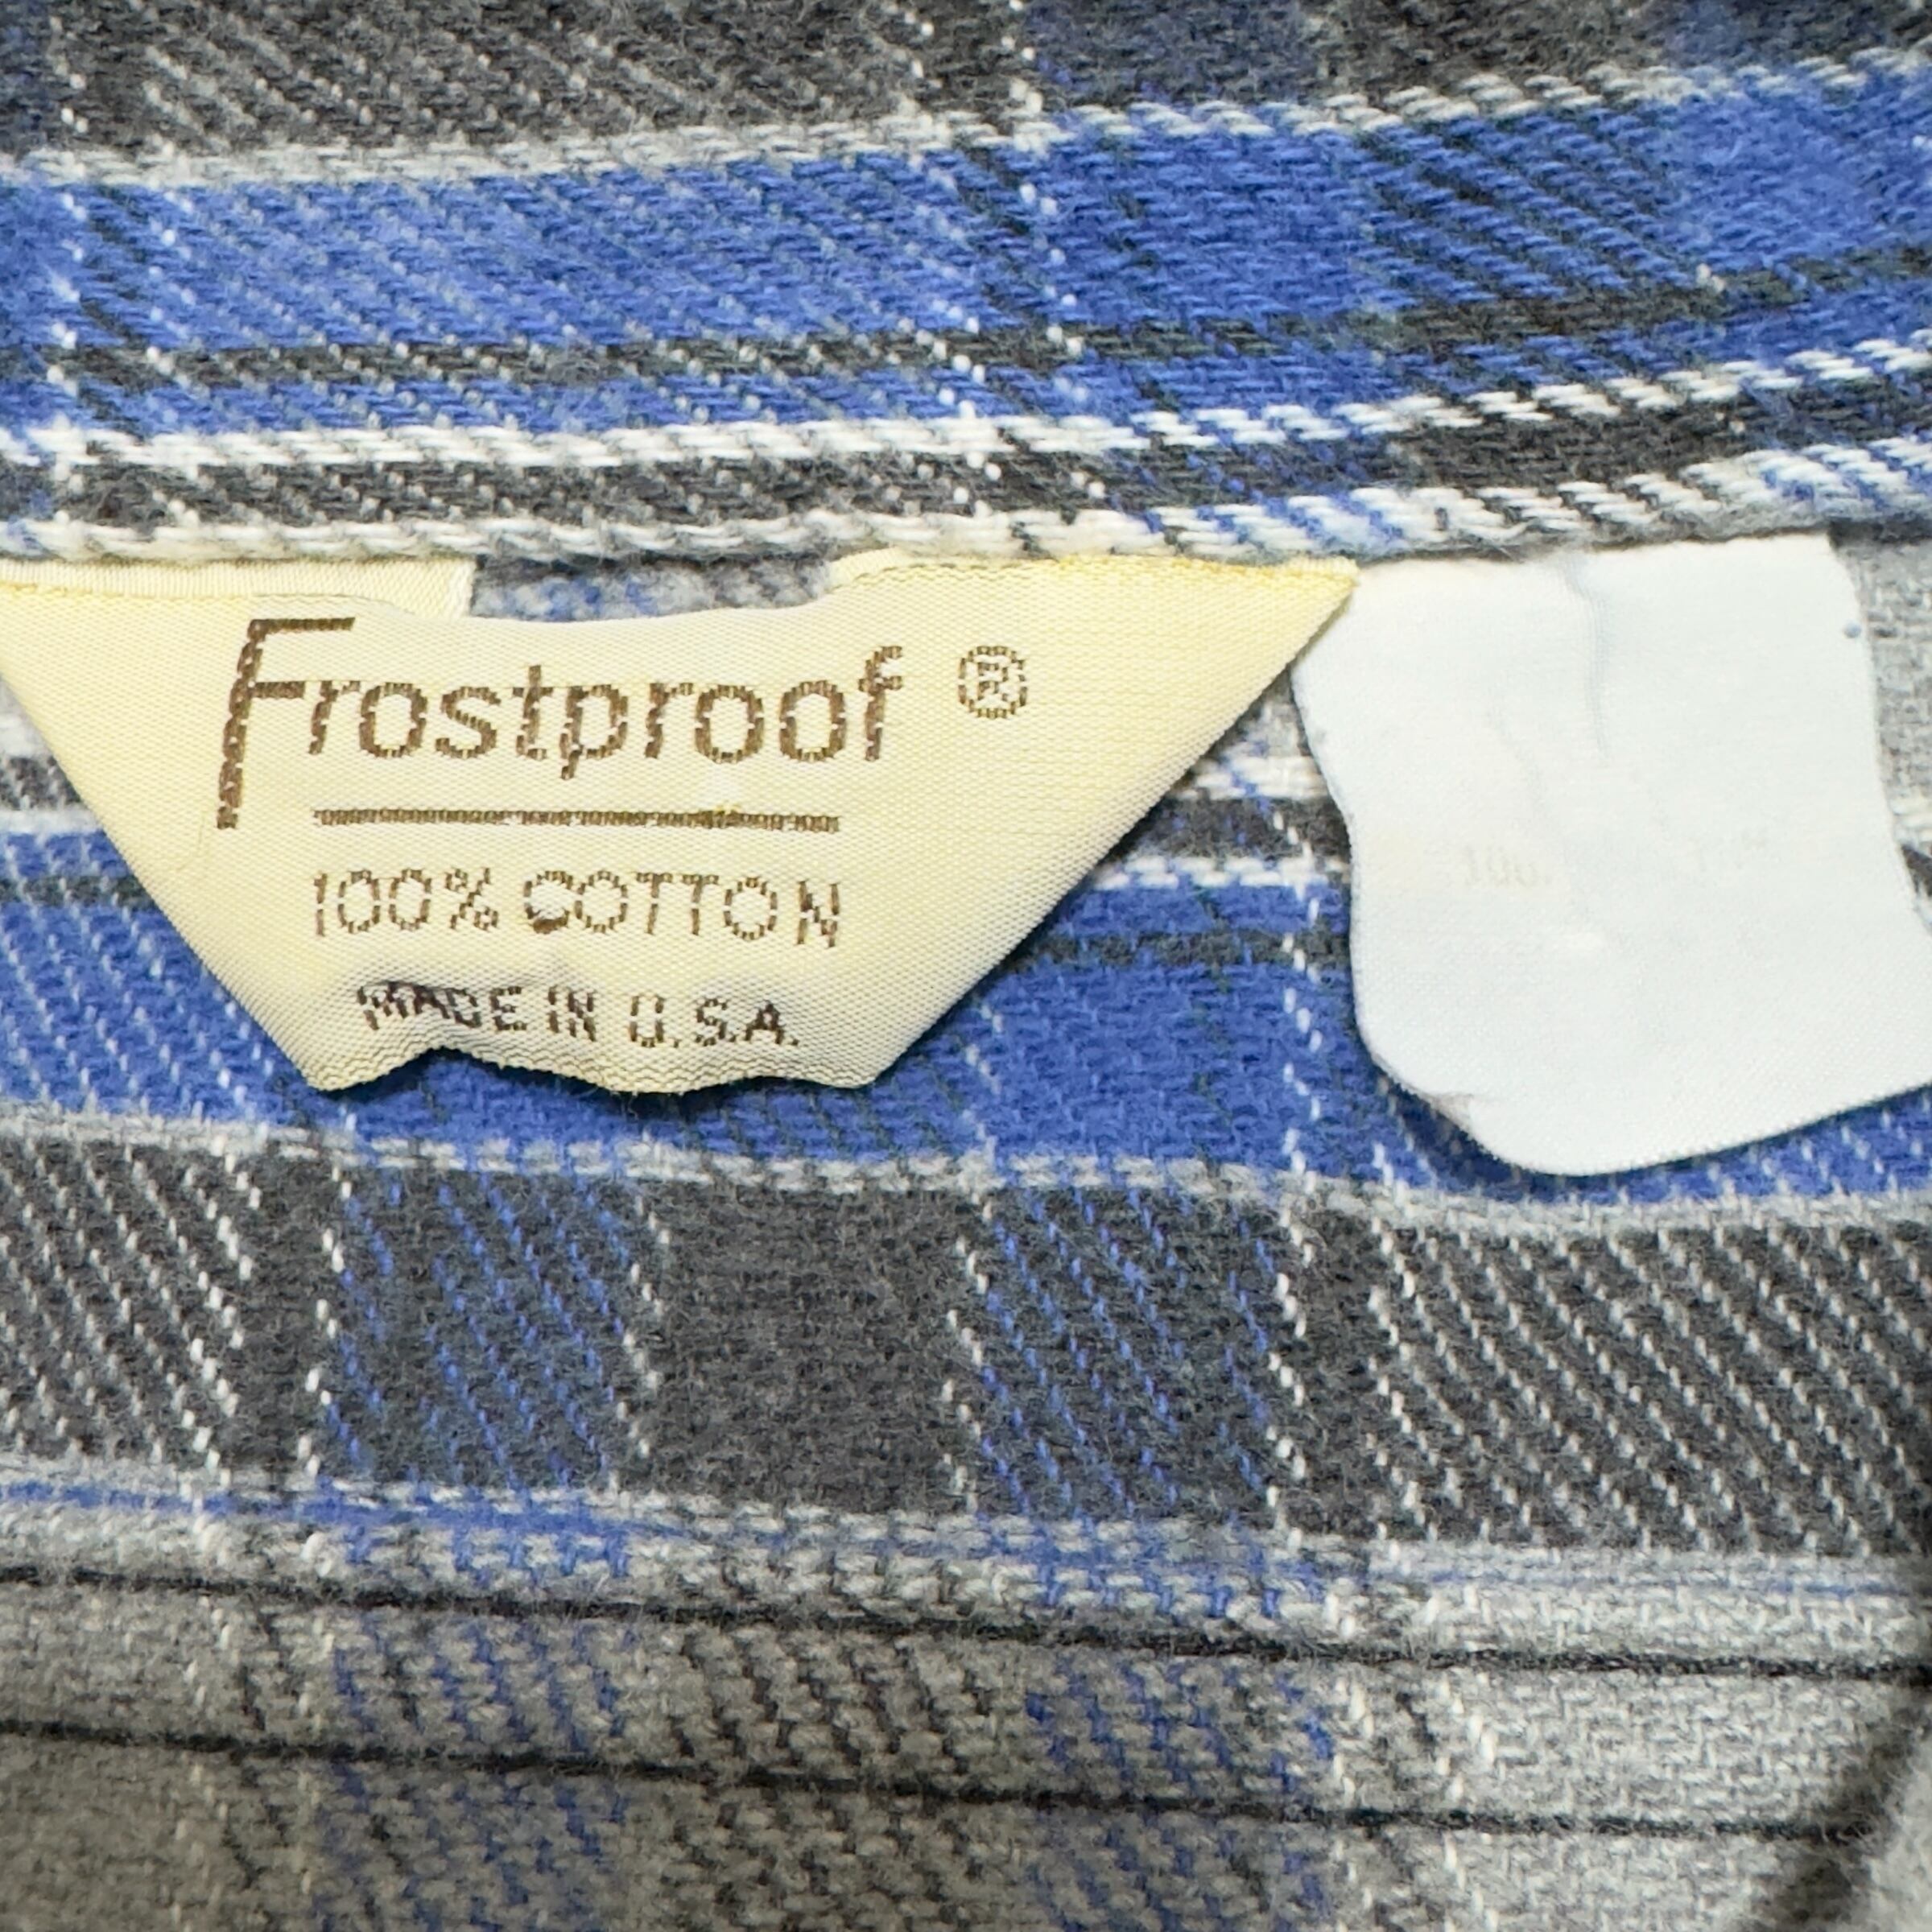 Frostproof ®
100% COTTON
MADE IN U.S.A.